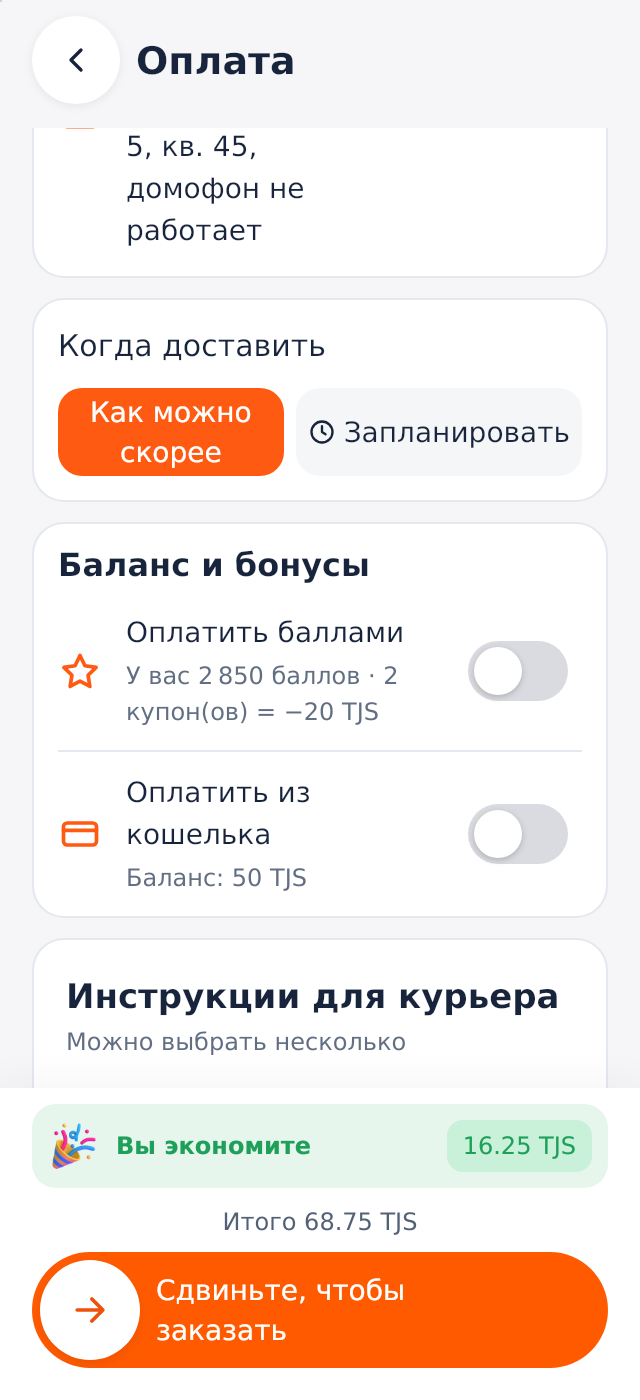 Оплата
5, кв. 45,
домофон не
работает
Когда доставить
Как можно
скорее
Запланировать
Баланс и бонусы
Оплатить баллами
У вас 2 850 баллов · 2
купон(ов) = −20 TJS
Оплатить из
кошелька
Баланс: 50 TJS
Инструкции для курьера
Можно выбрать несколько
Вы экономите
16.25 TJS
Итого 68.75 TJS
Сдвиньте, чтобы
заказать